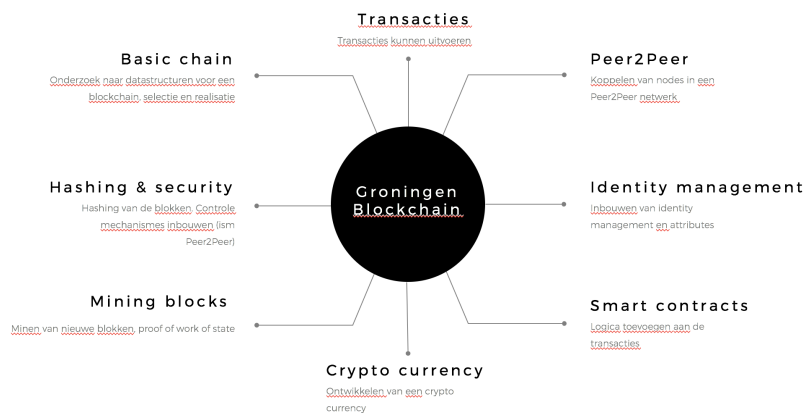 Transacties
Transacties kunnen uitvoeren
Basic chain
Onderzoek naar datastructuren voor een
blockchain, selectie en realisatie
Peer2Peer
Koppelen van nodes in een
Peer2Peer netwerk
Hashing & security
Hashing van de blokken. Controle
mechanismes inbouwen (ism
Peer2Peer)
Groningen
Blockchain
Identity management
Inbouwen van identity
management en attributes
Mining blocks
Minen van nieuwe blokken, proof of work of state
Smart contracts
Logica toevoegen aan de
transacties
Crypto currency
Ontwikkelen van een crypto
currency